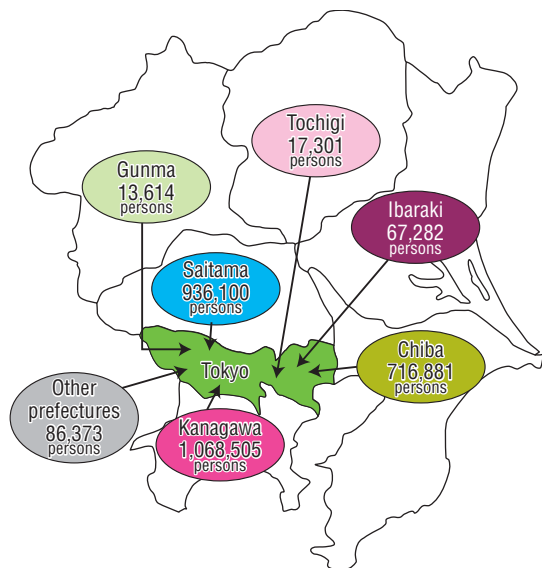 Tochigi
17,301
persons
Gunma
13,614
persons
Ibaraki
67,282
persons
Saitama
936,100
persons
Tokyo
Chiba
716,881
persons
Other
prefectures
86,373
persons
Kanagawa
1,068,505
persons